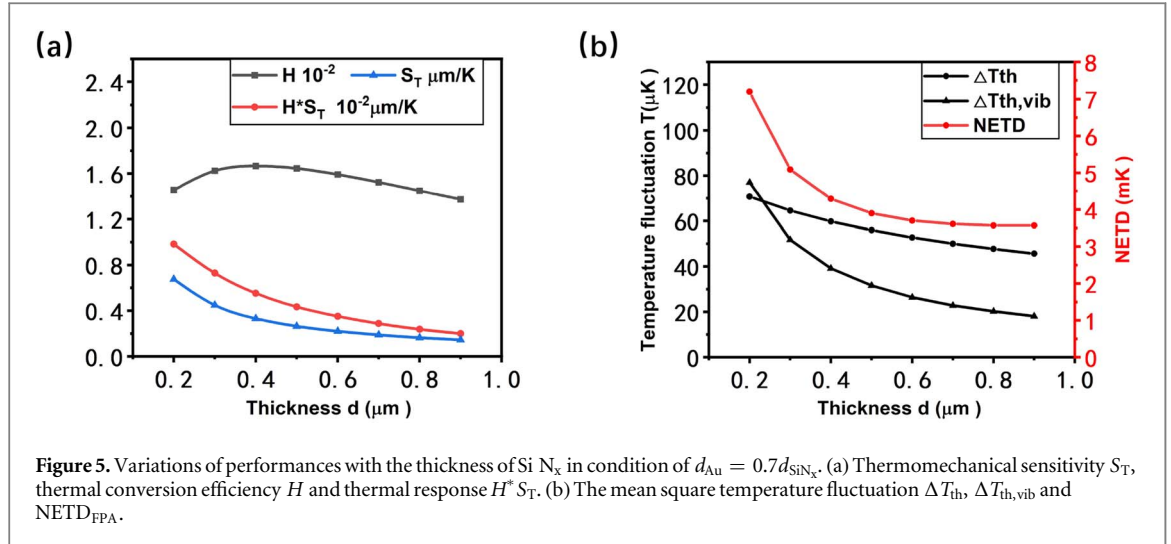 (a)
H 10⁻² S_T μm/K
H*S_T 10⁻²μm/K
2.4
2.0
1.6
1.2
0.8
0.4
0.0
0.2 0.4 0.6 0.8 1.0
Thickness d (μm )
(b)
ΔTth
ΔTth,vib
NETD
Temperature fluctuation T(μK )
120
100
80
60
40
20
0
0.2 0.4 0.6 0.8 1.0
Thickness d (μm )
8
7
6
5
4
3
2
1
0
NETD (mK )
Figure 5. Variations of performances with the thickness of Si Nₓ in condition of d_Au = 0.7d_SiNₓ. (a) Thermomechanical sensitivity S_T,
thermal conversion efficiency H and thermal response H*S_T. (b) The mean square temperature fluctuation ΔT_th, ΔT_th,vib and
NETD_FPA.